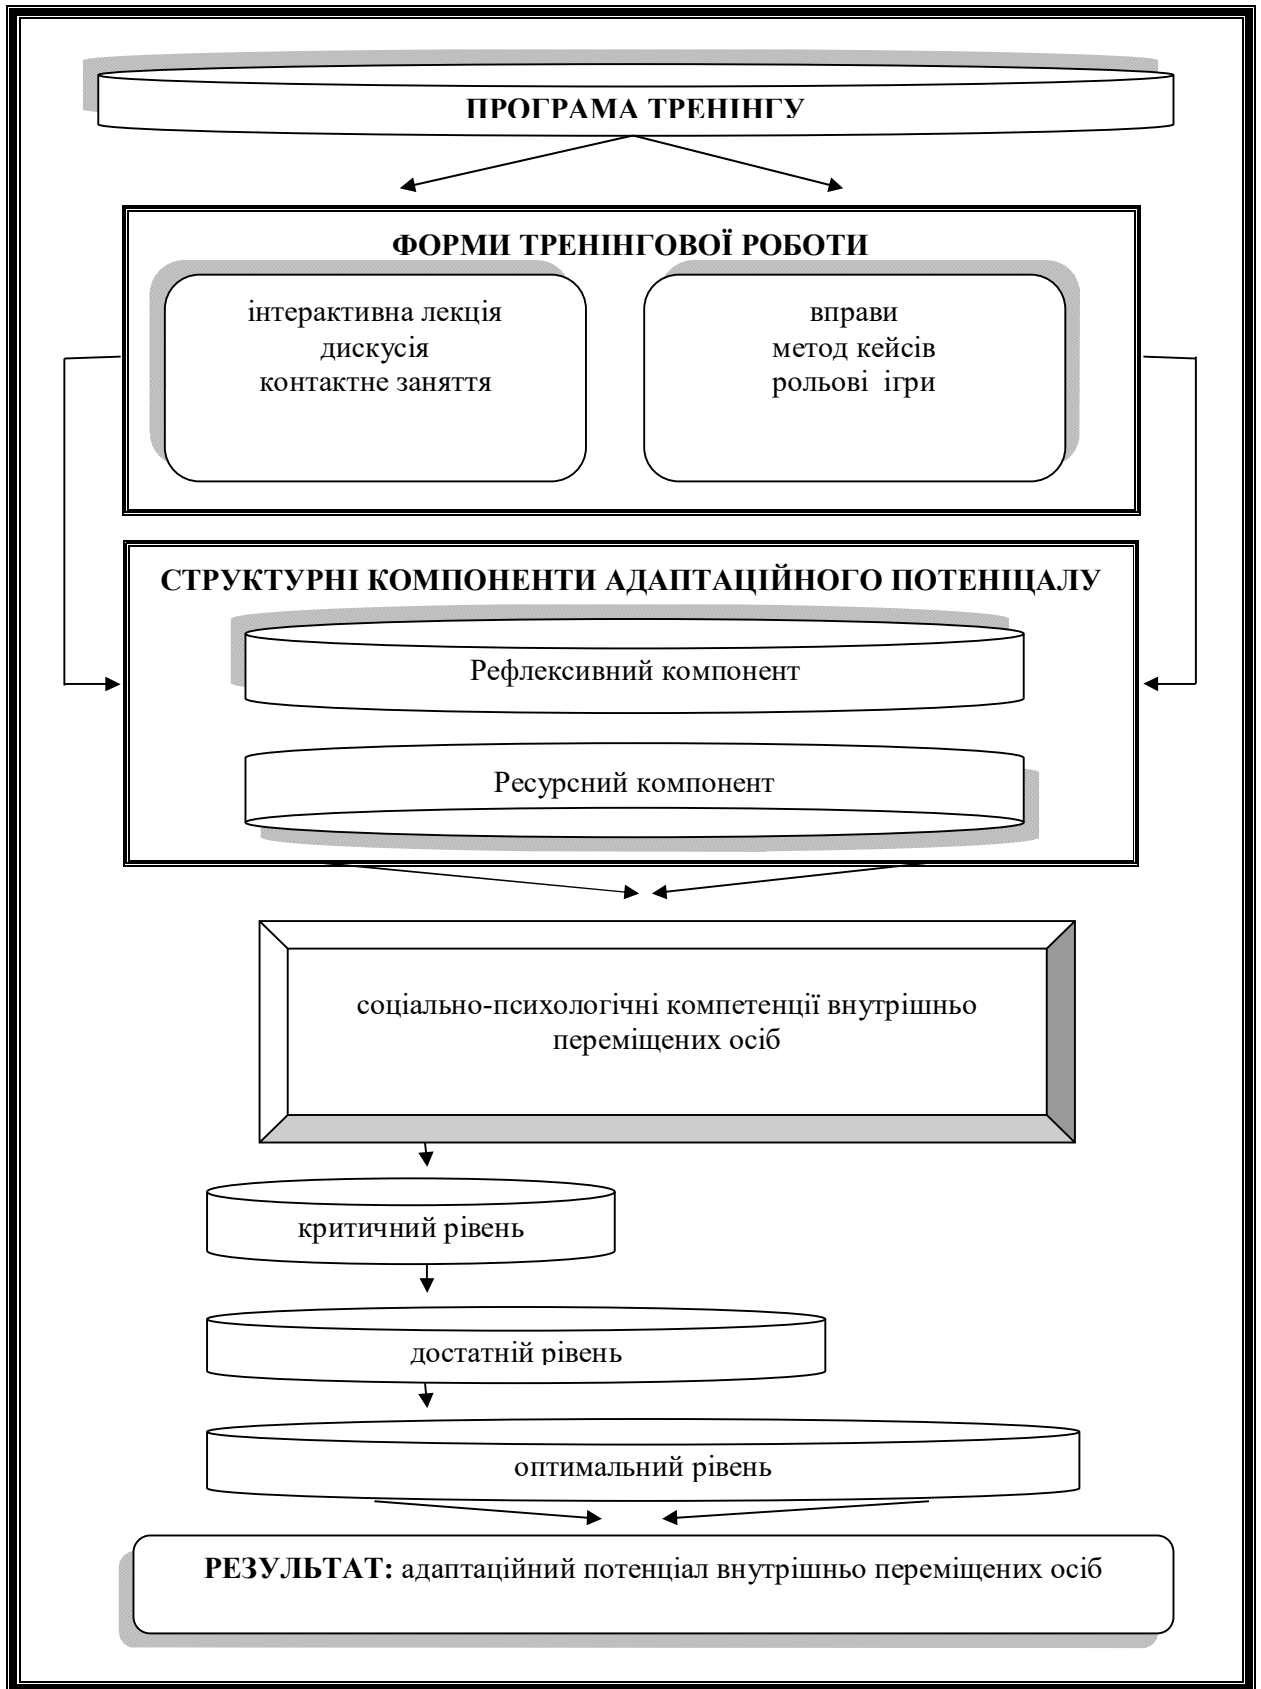 ПРОГРАМА ТРЕНІНГУ
ФОРМИ ТРЕНІНГОВОЇ РОБОТИ
інтерактивна лекція
дискусія
контактне заняття
вправи
метод кейсів
рольові ігри
СТРУКТУРНІ КОМПОНЕНТИ АДАПТАЦІЙНОГО ПОТЕНІЦАЛУ
Рефлексивний компонент
Ресурсний компонент
соціально-психологічні компетенції внутрішньо
переміщених осіб
критичний рівень
достатній рівень
оптимальний рівень
РЕЗУЛЬТАТ: адаптаційний потенціал внутрішньо переміщених осіб